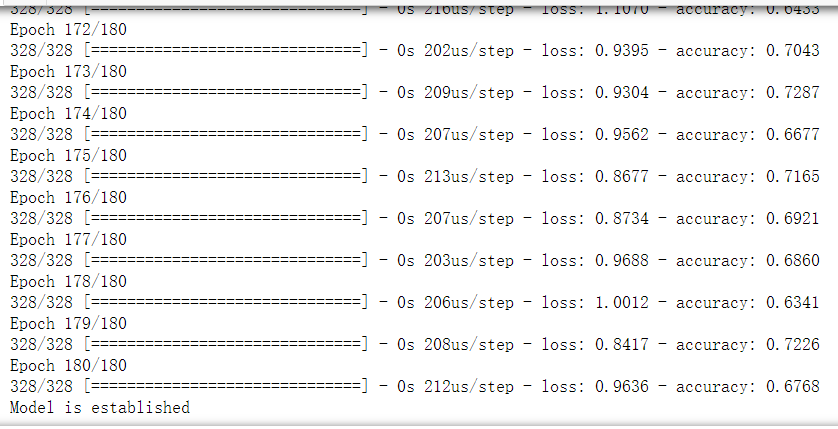 328/328 [==============================] - 0s 216us/step - loss: 1.1070 - accuracy: 0.6433
Epoch 172/180
328/328 [==============================] - 0s 202us/step - loss: 0.9395 - accuracy: 0.7043
Epoch 173/180
328/328 [==============================] - 0s 209us/step - loss: 0.9304 - accuracy: 0.7287
Epoch 174/180
328/328 [==============================] - 0s 207us/step - loss: 0.9562 - accuracy: 0.6677
Epoch 175/180
328/328 [==============================] - 0s 213us/step - loss: 0.8677 - accuracy: 0.7165
Epoch 176/180
328/328 [==============================] - 0s 207us/step - loss: 0.8734 - accuracy: 0.6921
Epoch 177/180
328/328 [==============================] - 0s 203us/step - loss: 0.9688 - accuracy: 0.6860
Epoch 178/180
328/328 [==============================] - 0s 206us/step - loss: 1.0012 - accuracy: 0.6341
Epoch 179/180
328/328 [==============================] - 0s 208us/step - loss: 0.8417 - accuracy: 0.7226
Epoch 180/180
328/328 [==============================] - 0s 212us/step - loss: 0.9636 - accuracy: 0.6768
Model is established